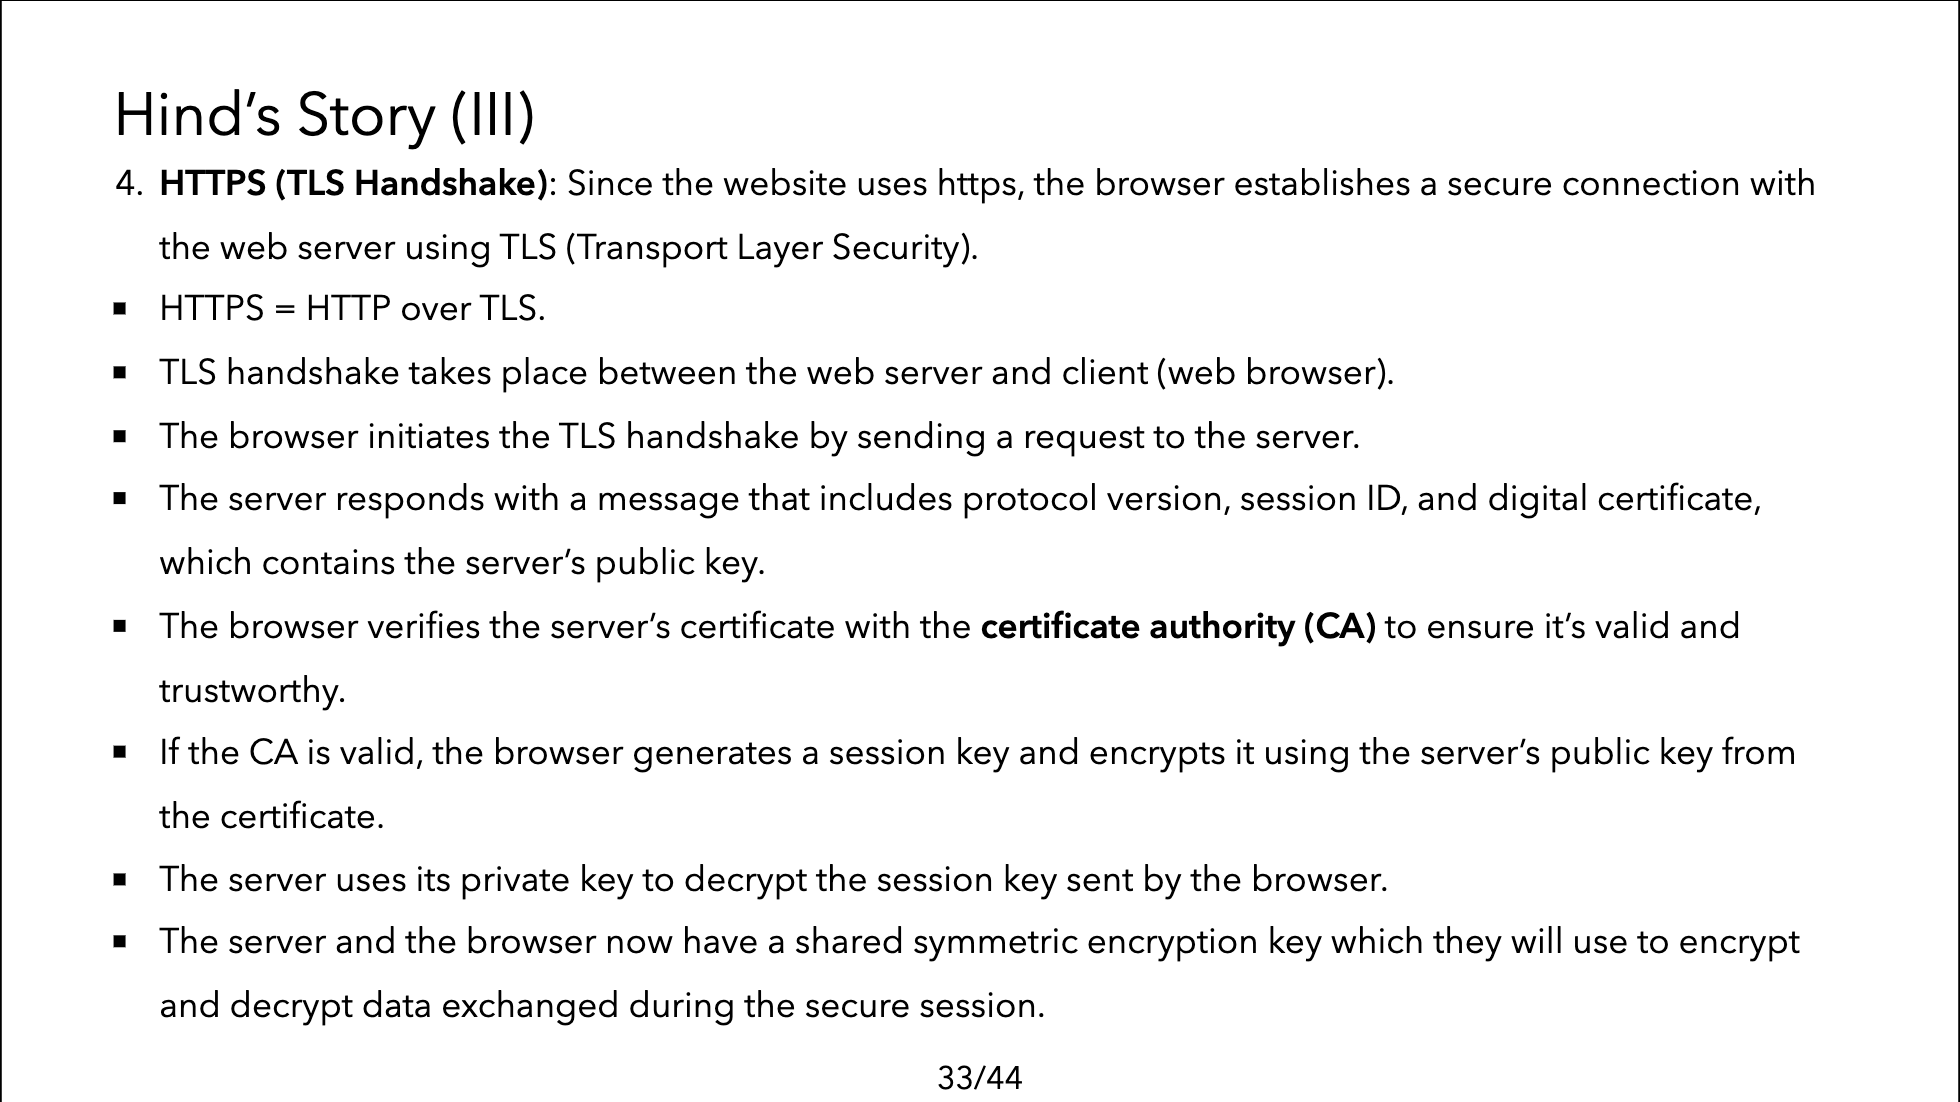 Hind’s Story (III)
4. HTTPS (TLS Handshake): Since the website uses https, the browser establishes a secure connection with
the web server using TLS (Transport Layer Security).
▪ HTTPS = HTTP over TLS.
▪ TLS handshake takes place between the web server and client (web browser).
▪ The browser initiates the TLS handshake by sending a request to the server.
▪ The server responds with a message that includes protocol version, session ID, and digital certificate,
which contains the server’s public key.
▪ The browser verifies the server’s certificate with the certificate authority (CA) to ensure it’s valid and
trustworthy.
▪ If the CA is valid, the browser generates a session key and encrypts it using the server’s public key from
the certificate.
▪ The server uses its private key to decrypt the session key sent by the browser.
▪ The server and the browser now have a shared symmetric encryption key which they will use to encrypt
and decrypt data exchanged during the secure session.
33/44